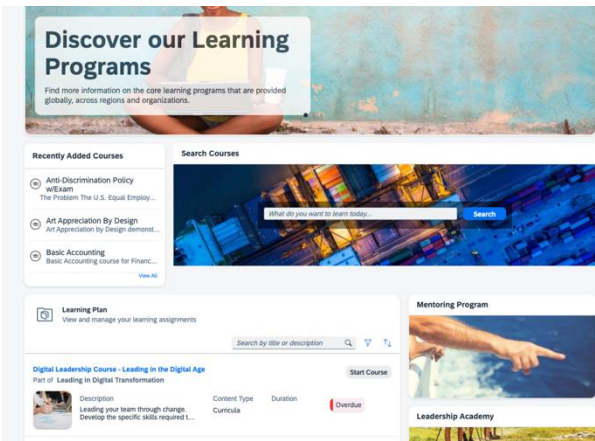 Discover our Learning
Programs
Find more information on the core learning programs that are provided
globally, across regions and organizations.
Recently Added Courses
Anti-Discrimination Policy
w/Exam
The Problem The U.S. Equal Employ...
Art Appreciation By Design
Art Appreciation by Design demonst...
Basic Accounting
Basic Accounting course for Financ...
View All
Search Courses
What do you want to learn today...
Search
Learning Plan
View and manage your learning assignments
Search by title or description
Digital Leadership Course - Leading in the Digital Age
Start Course
Part of Leading in Digital Transformation
Description
Content Type
Duration
Leading your team through change.
Develop the specific skills required t...
Curricula
Overdue
Mentoring Program
Leadership Academy